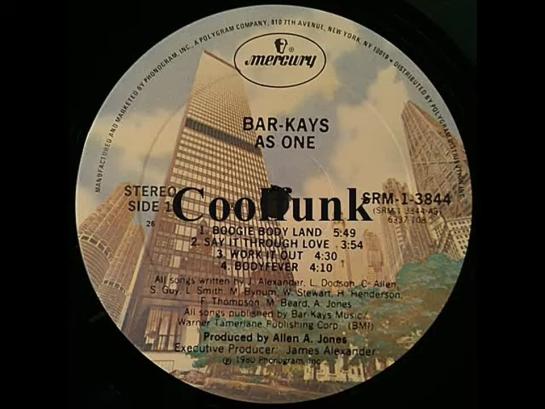 MANUFACTURED AND MARKETED BY PHONOGRAM, INC., A POLYGRAM COMPANY, 810 7TH AVENUE, NEW YORK, N.Y. 10019 • DISTRIBUTED BY POLYGRAM
mercury
BAR-KAYS
AS ONE
STEREO
SIDE 1
26
Coolfunk
SRM-1-3844
1. BOOGIE BODY LAND 5:49
2. SAY IT THROUGH LOVE 3:54
3. WORK IT OUT 4:30
4. BODYFEVER 4:10
All songs written by J. Alexander, L. Dodson, C. Allen,
S. Guy, L. Smith, M. Bynum, W. Stewart, H. Henderson,
F. Thompson, M. Beard, A. Jones
All songs published by Bar-Kays Music/
Warner Tamerlane Publishing Corp. (BMI)
Produced by Allen A. Jones
Executive Producer: James Alexander
℗ 1980 Phonogram, Inc.